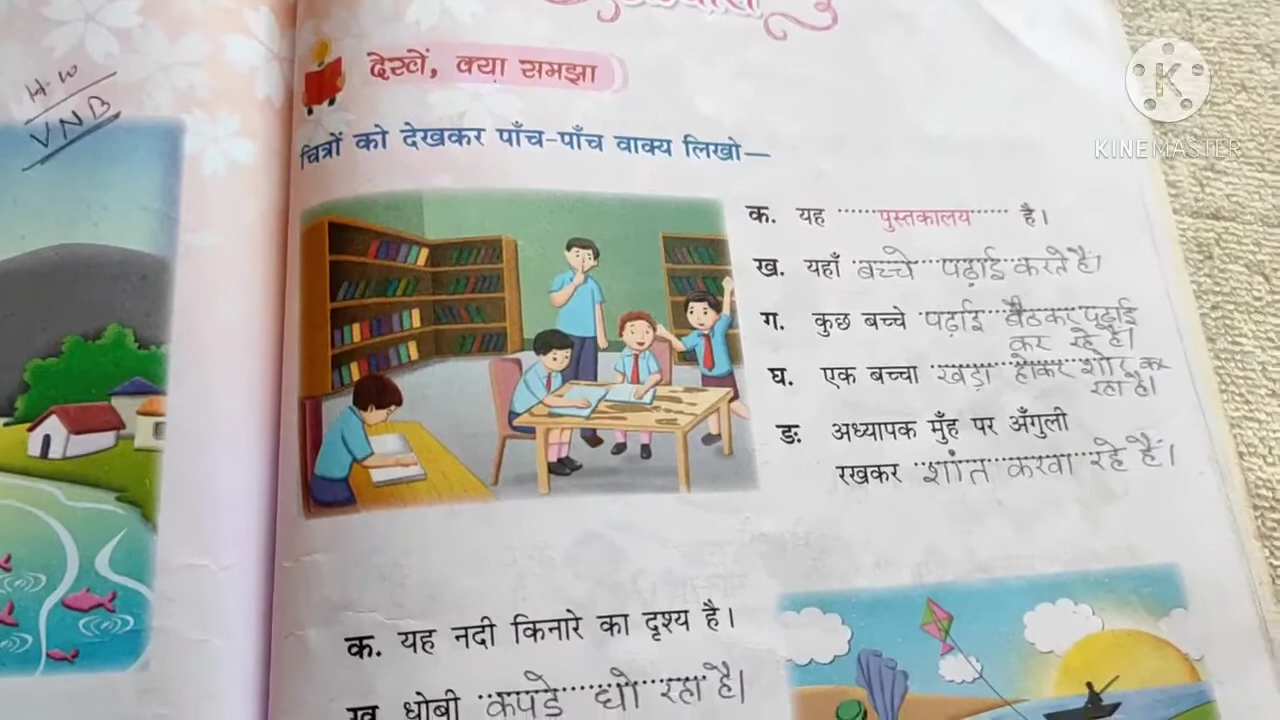 H.W
VNB
देखें, क्या समझा
चित्रों को देखकर पाँच-पाँच वाक्य लिखो—
KINEMASTER
क. यह ........ पुस्तकालय ........ है।
ख. यहाँ बच्चे पढ़ाई करते हैं।
ग. कुछ बच्चे पढ़ाई बैठकर पढ़ाई
कर रहे हैं।
घ. एक बच्चा खड़ा होकर शोर कर
रहा है।
ङ. अध्यापक मुँह पर अँगुली
रखकर शांत करवा रहे हैं।
क. यह नदी किनारे का दृश्य है।
ख धोबी कपड़े धो रहा है।